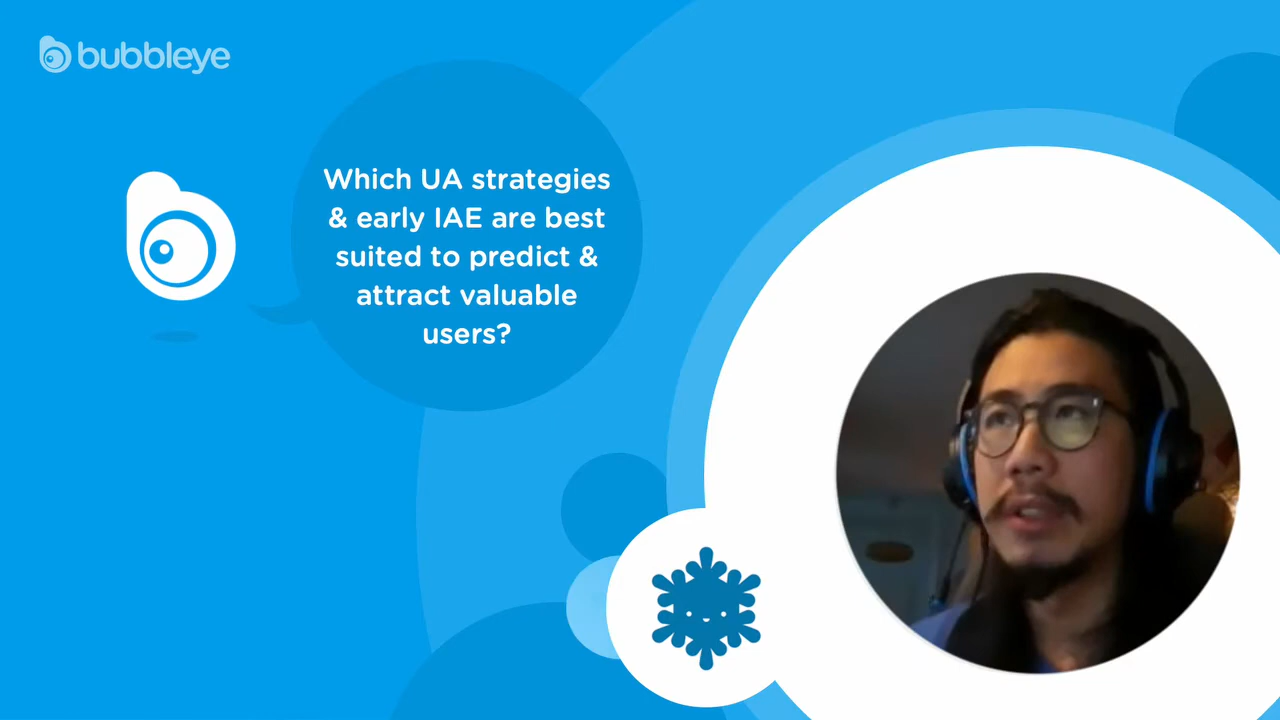 bubbleye
Which UA strategies
& early IAE are best
suited to predict &
attract valuable
users?